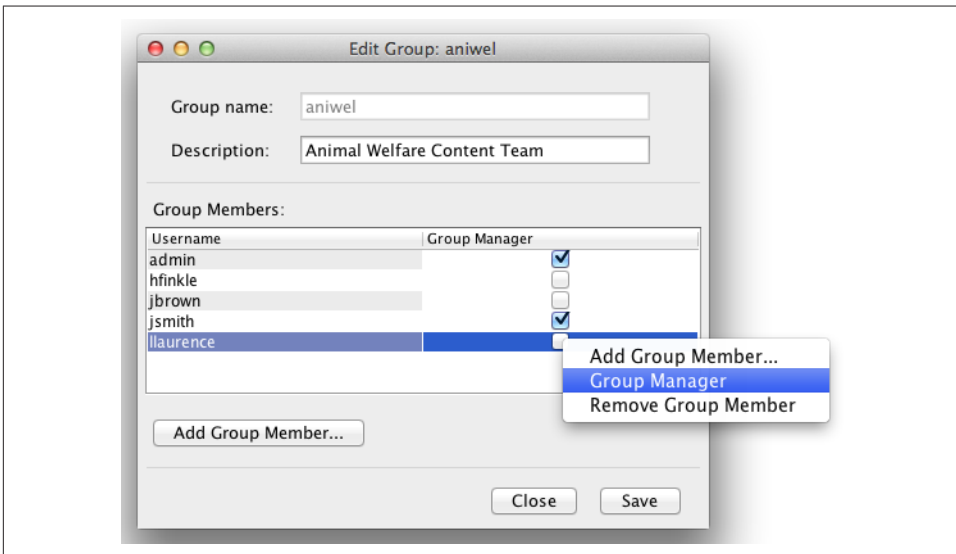 Edit Group: aniwel
Group name: aniwel
Description: Animal Welfare Content Team
Group Members:
Username Group Manager
admin
hfinkle
jbrown
jsmith
llaurence
Add Group Member...
Group Manager
Remove Group Member
Add Group Member...
Close Save